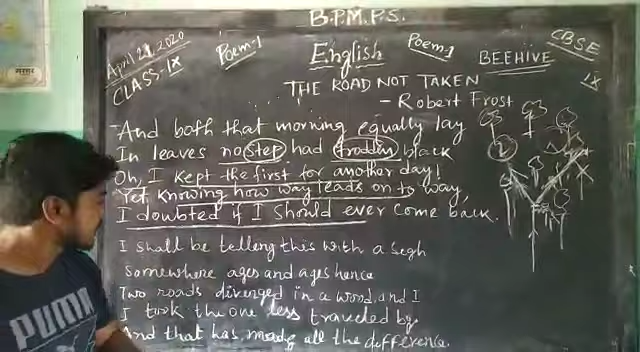 B.P.M.P.S.
April 21, 2020
CLASS-IX
Poem-1
English
Poem-1
BEEHIVE
CBSE
IX
THE ROAD NOT TAKEN
- Robert Frost
And both that morning equally lay
In leaves no step had trodden black
Oh, I kept the first for another day!
Yet knowing how way leads on to way,
I doubted if I should ever come back.
I shall be telling this with a sigh
Somewhere ages and ages hence
Two roads diverged in a wood, and I
I took the one less traveled by,
And that has made all the difference.
PUMA